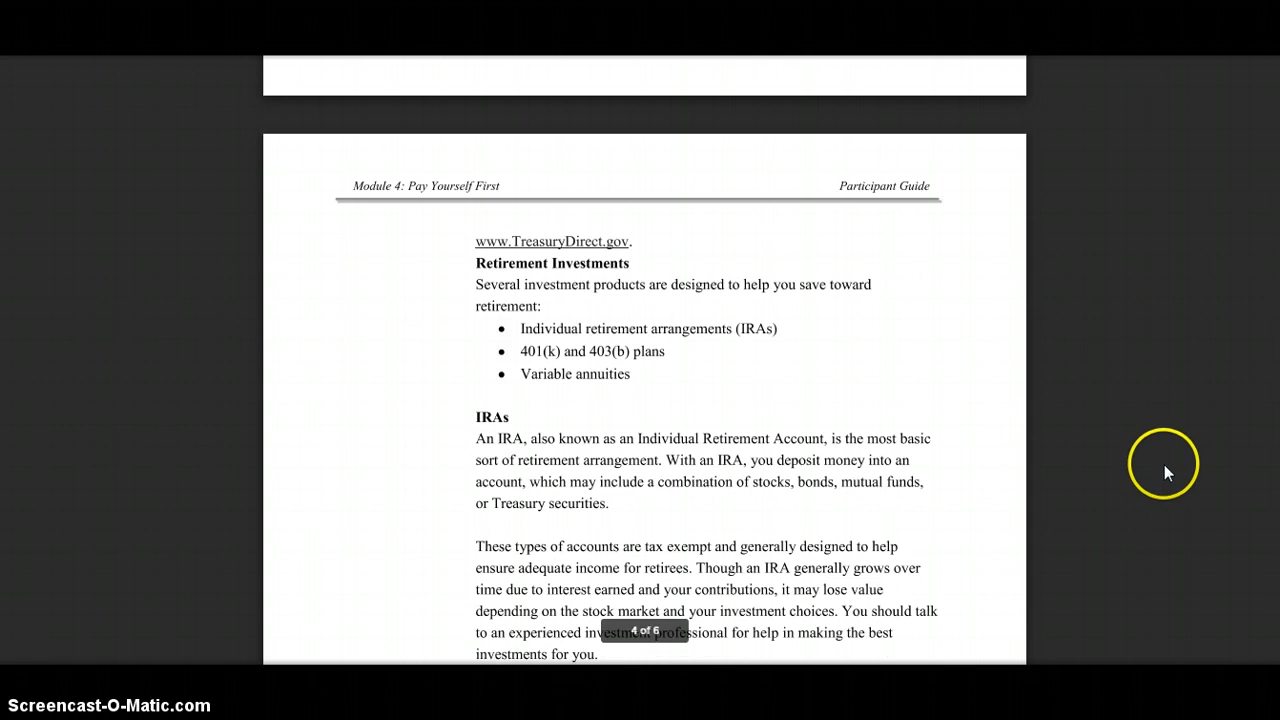 Module 4: Pay Yourself First
Participant Guide
www.TreasuryDirect.gov.
Retirement Investments
Several investment products are designed to help you save toward
retirement:
• Individual retirement arrangements (IRAs)
• 401(k) and 403(b) plans
• Variable annuities
IRAs
An IRA, also known as an Individual Retirement Account, is the most basic
sort of retirement arrangement. With an IRA, you deposit money into an
account, which may include a combination of stocks, bonds, mutual funds,
or Treasury securities.
These types of accounts are tax exempt and generally designed to help
ensure adequate income for retirees. Though an IRA generally grows over
time due to interest earned and your contributions, it may lose value
depending on the stock market and your investment choices. You should talk
to an experienced investment professional for help in making the best
4 of 6
investments for you.
Screencast-O-Matic.com